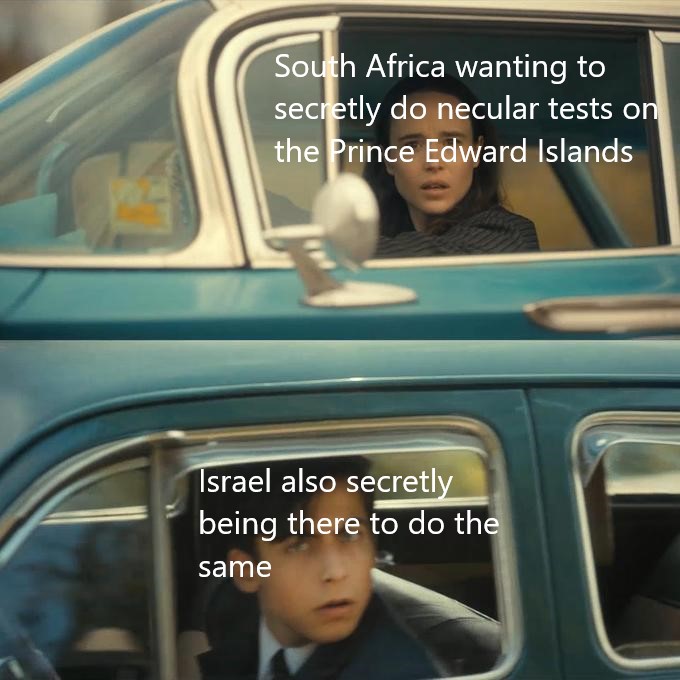 South Africa wanting to
secretly do necular tests on
the Prince Edward Islands
Israel also secretly
being there to do the
same